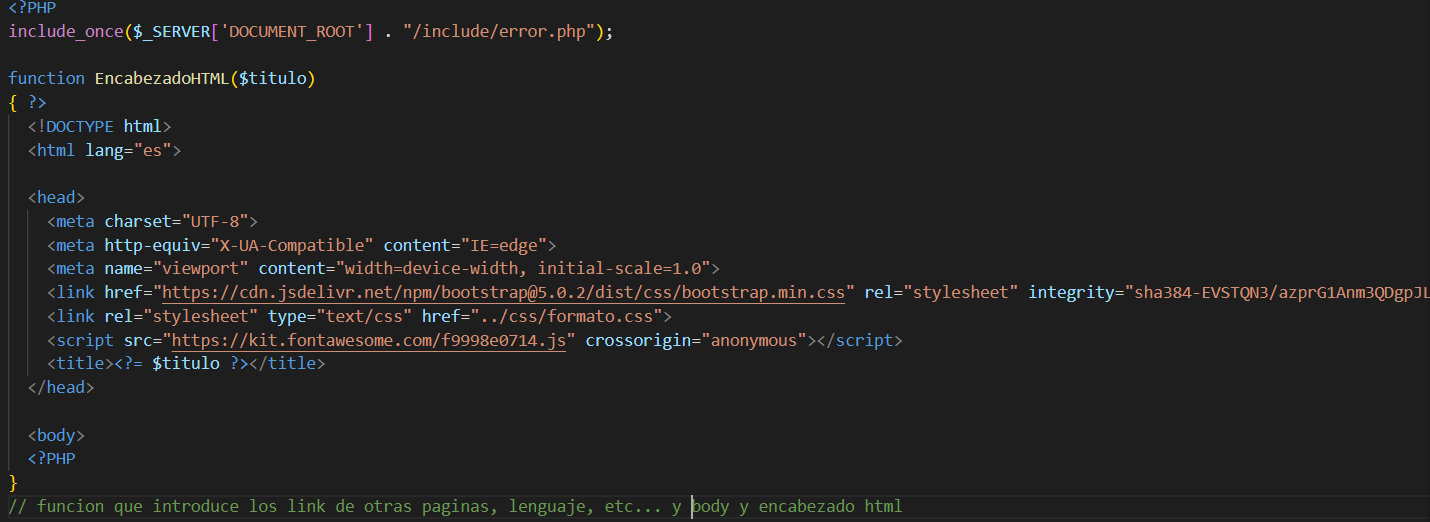 <?PHP
include_once($_SERVER['DOCUMENT_ROOT'] . "/include/error.php");
function EncabezadoHTML($titulo)
{ ?>
<!DOCTYPE html>
<html lang="es">
<head>
<meta charset="UTF-8">
<meta http-equiv="X-UA-Compatible" content="IE=edge">
<meta name="viewport" content="width=device-width, initial-scale=1.0">
<link href="https://cdn.jsdelivr.net/npm/bootstrap@5.0.2/dist/css/bootstrap.min.css" rel="stylesheet" integrity="sha384-EVSTQN3/azprG1Anm3QDgpJL
<link rel="stylesheet" type="text/css" href="../css/formato.css">
<script src="https://kit.fontawesome.com/f9998e0714.js" crossorigin="anonymous"></script>
<title><?= $titulo ?></title>
</head>
<body>
<?PHP
}
// funcion que introduce los link de otras paginas, lenguaje, etc... y body y encabezado html